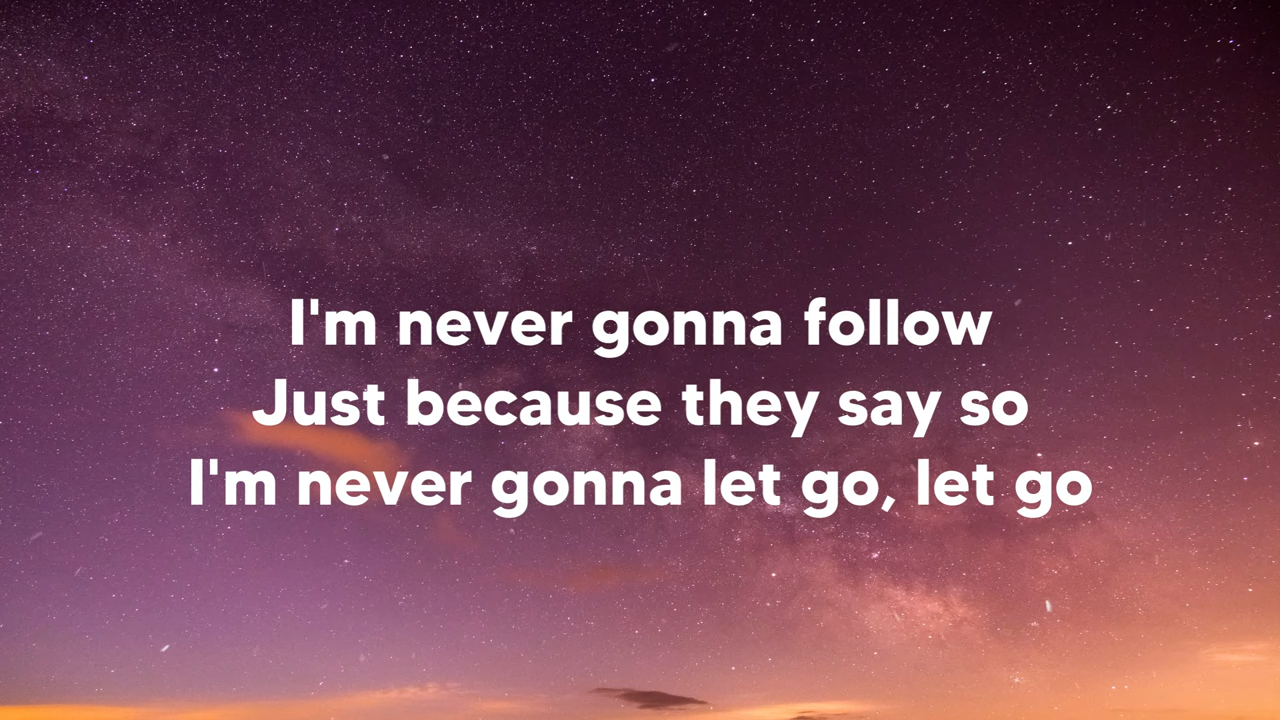 I'm never gonna follow
Just because they say so
I'm never gonna let go, let go